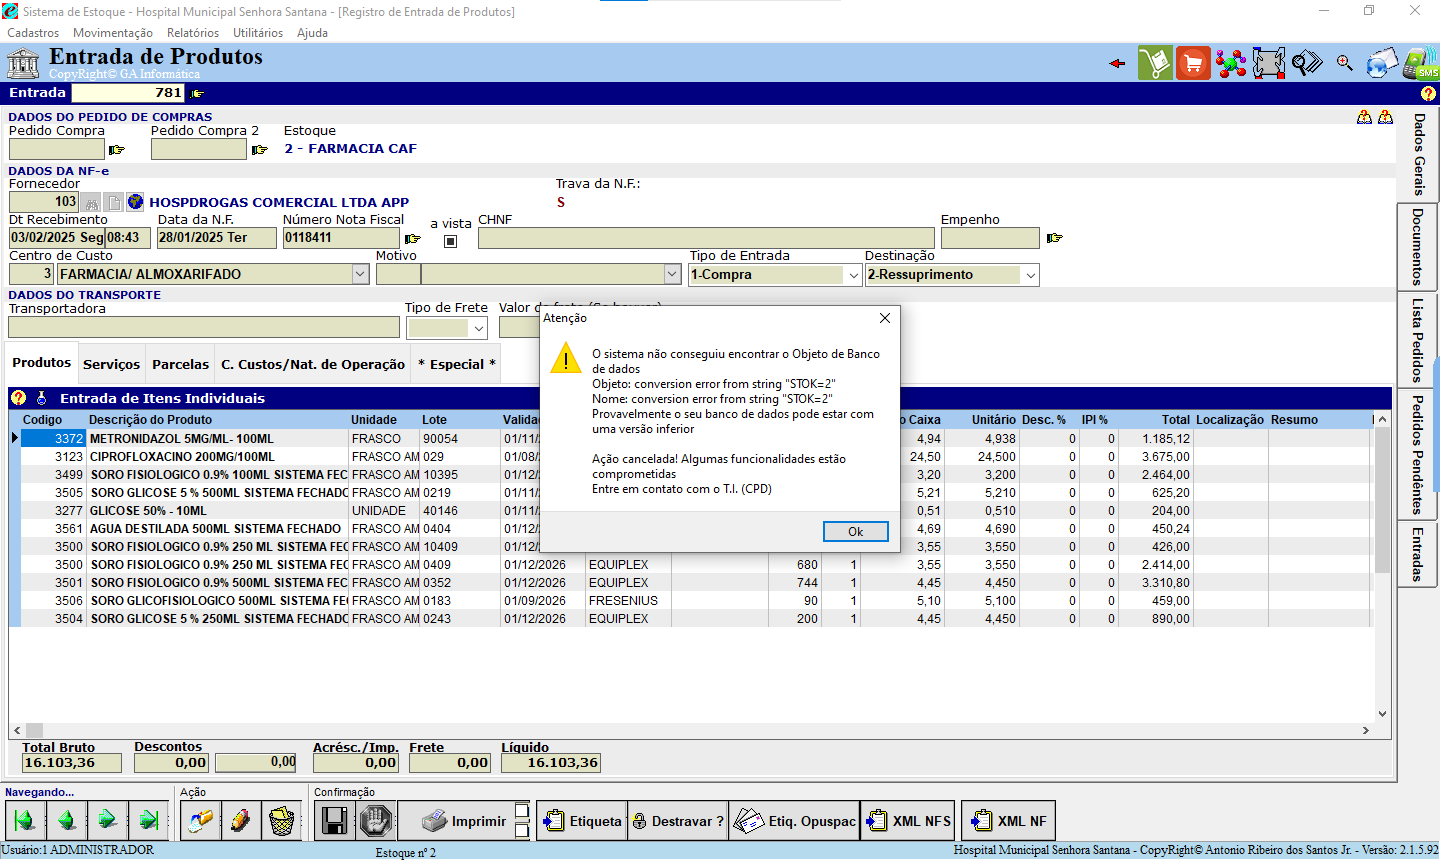 Sistema de Estoque - Hospital Municipal Senhora Santana - [Registro de Entrada de Produtos]
Cadastros Movimentação Relatórios Utilitários Ajuda
Entrada de Produtos
CopyRight© GA Informática
SMS
Entrada 781
DADOS DO PEDIDO DE COMPRAS
Pedido Compra Pedido Compra 2 Estoque
2 - FARMACIA CAF
DADOS DA NF-e
Fornecedor Trava da N.F.:
103 HOSPDROGAS COMERCIAL LTDA APP S
Dt Recebimento Data da N.F. Número Nota Fiscal a vista CHNF Empenho
03/02/2025 Seg 08:43 28/01/2025 Ter 0118411
Centro de Custo Motivo Tipo de Entrada Destinação
3 FARMACIA/ ALMOXARIFADO 1-Compra 2-Ressuprimento
DADOS DO TRANSPORTE
Transportadora Tipo de Frete Valor
Produtos Serviços Parcelas C. Custos/Nat. de Operação * Especial *
Entrada de Itens Individuais
Codigo Descrição do Produto Unidade Lote Valida Caixa Unitário Desc. % IPI % Total Localização Resumo
3372 METRONIDAZOL 5MG/ML- 100ML FRASCO 90054 01/11/ 4,94 4,938 0 0 1.185,12
3123 CIPROFLOXACINO 200MG/100ML FRASCO AM 029 01/08/ 24,50 24,500 0 0 3.675,00
3499 SORO FISIOLOGICO 0.9% 100ML SISTEMA FEC FRASCO AM 10395 01/12/ 3,20 3,200 0 0 2.464,00
3505 SORO GLICOSE 5 % 500ML SISTEMA FECHADO FRASCO AM 0219 01/11/ 5,21 5,210 0 0 625,20
3277 GLICOSE 50% - 10ML UNIDADE 40146 01/11/ 0,51 0,510 0 0 204,00
3561 AGUA DESTILADA 500ML SISTEMA FECHADO FRASCO AM 0404 01/12/ 4,69 4,690 0 0 450,24
3500 SORO FISIOLOGICO 0.9% 250 ML SISTEMA FEC FRASCO AM 10409 01/12/ 3,55 3,550 0 0 426,00
3500 SORO FISIOLOGICO 0.9% 250 ML SISTEMA FEC FRASCO AM 0409 01/12/2026 EQUIPLEX 680 1 3,55 3,550 0 0 2.414,00
3501 SORO FISIOLOGICO 0.9% 500ML SISTEMA FEC FRASCO AM 0352 01/12/2026 EQUIPLEX 744 1 4,45 4,450 0 0 3.310,80
3506 SORO GLICOFISIOLOGICO 500ML SISTEMA FE FRASCO AM 0183 01/09/2026 FRESENIUS 90 1 5,10 5,100 0 0 459,00
3504 SORO GLICOSE 5 % 250ML SISTEMA FECHADO FRASCO AM 0243 01/12/2026 EQUIPLEX 200 1 4,45 4,450 0 0 890,00
Atenção
O sistema não conseguiu encontrar o Objeto de Banco
de dados
Objeto: conversion error from string "STOK=2"
Nome: conversion error from string "STOK=2"
Provavelmente o seu banco de dados pode estar com
uma versão inferior
Ação cancelada! Algumas funcionalidades estão
comprometidas
Entre em contato com o T.I. (CPD)
Ok
Dados Gerais
Documentos
Lista Pedidos
Pedidos Pendêntes
Entradas
Total Bruto Descontos Acrésc./Imp. Frete Líquido
16.103,36 0,00 0,00 0,00 0,00 16.103,36
Navegando... Ação Confirmação
Imprimir Etiqueta Destravar ? Etiq. Opuspac XML NFS XML NF
Usuário:1 ADMINISTRADOR Estoque nº 2 Hospital Municipal Senhora Santana - CopyRight© Antonio Ribeiro dos Santos Jr. - Versão: 2.1.5.92